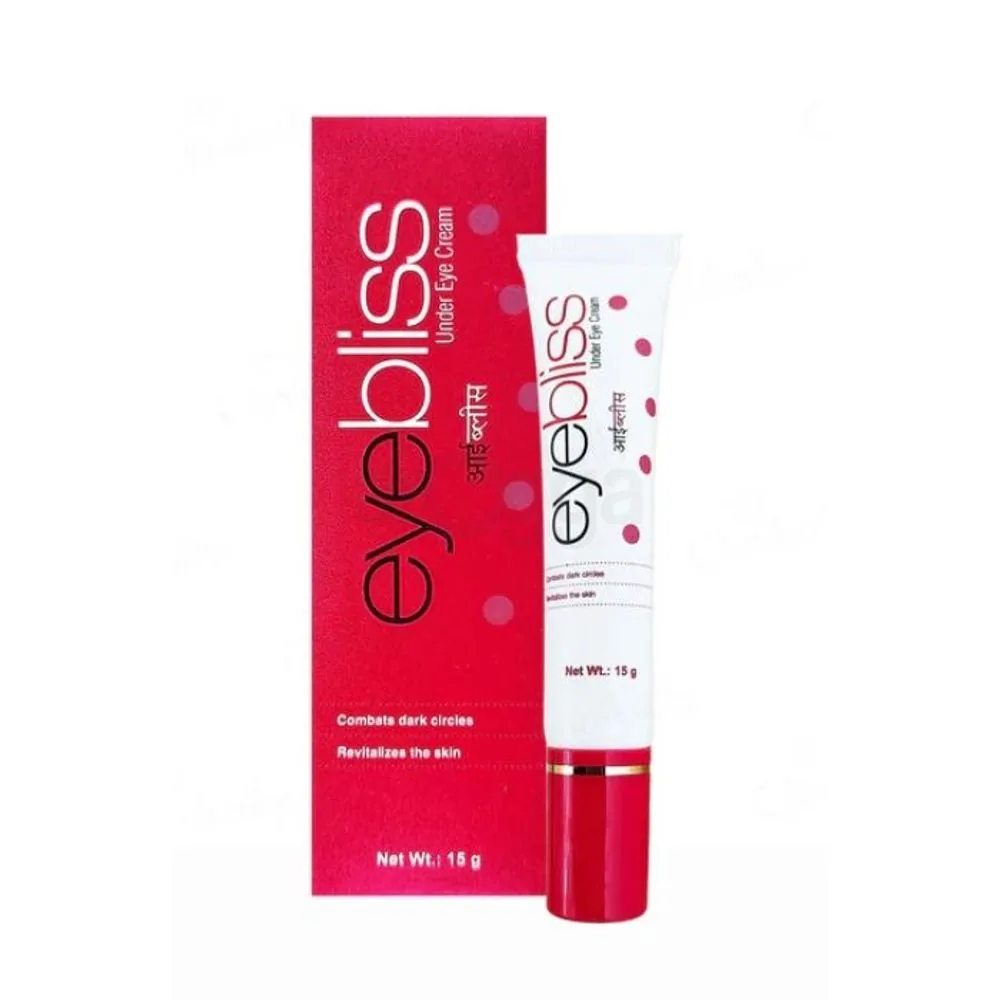 eyebliss
Under Eye Cream
आईब्लीस
Combats dark circles
Revitalizes the skin
Net Wt.: 15 g
eyebliss
Under Eye Cream
आईब्लीस
Combats dark circles
Revitalizes the skin
Net Wt.: 15 g